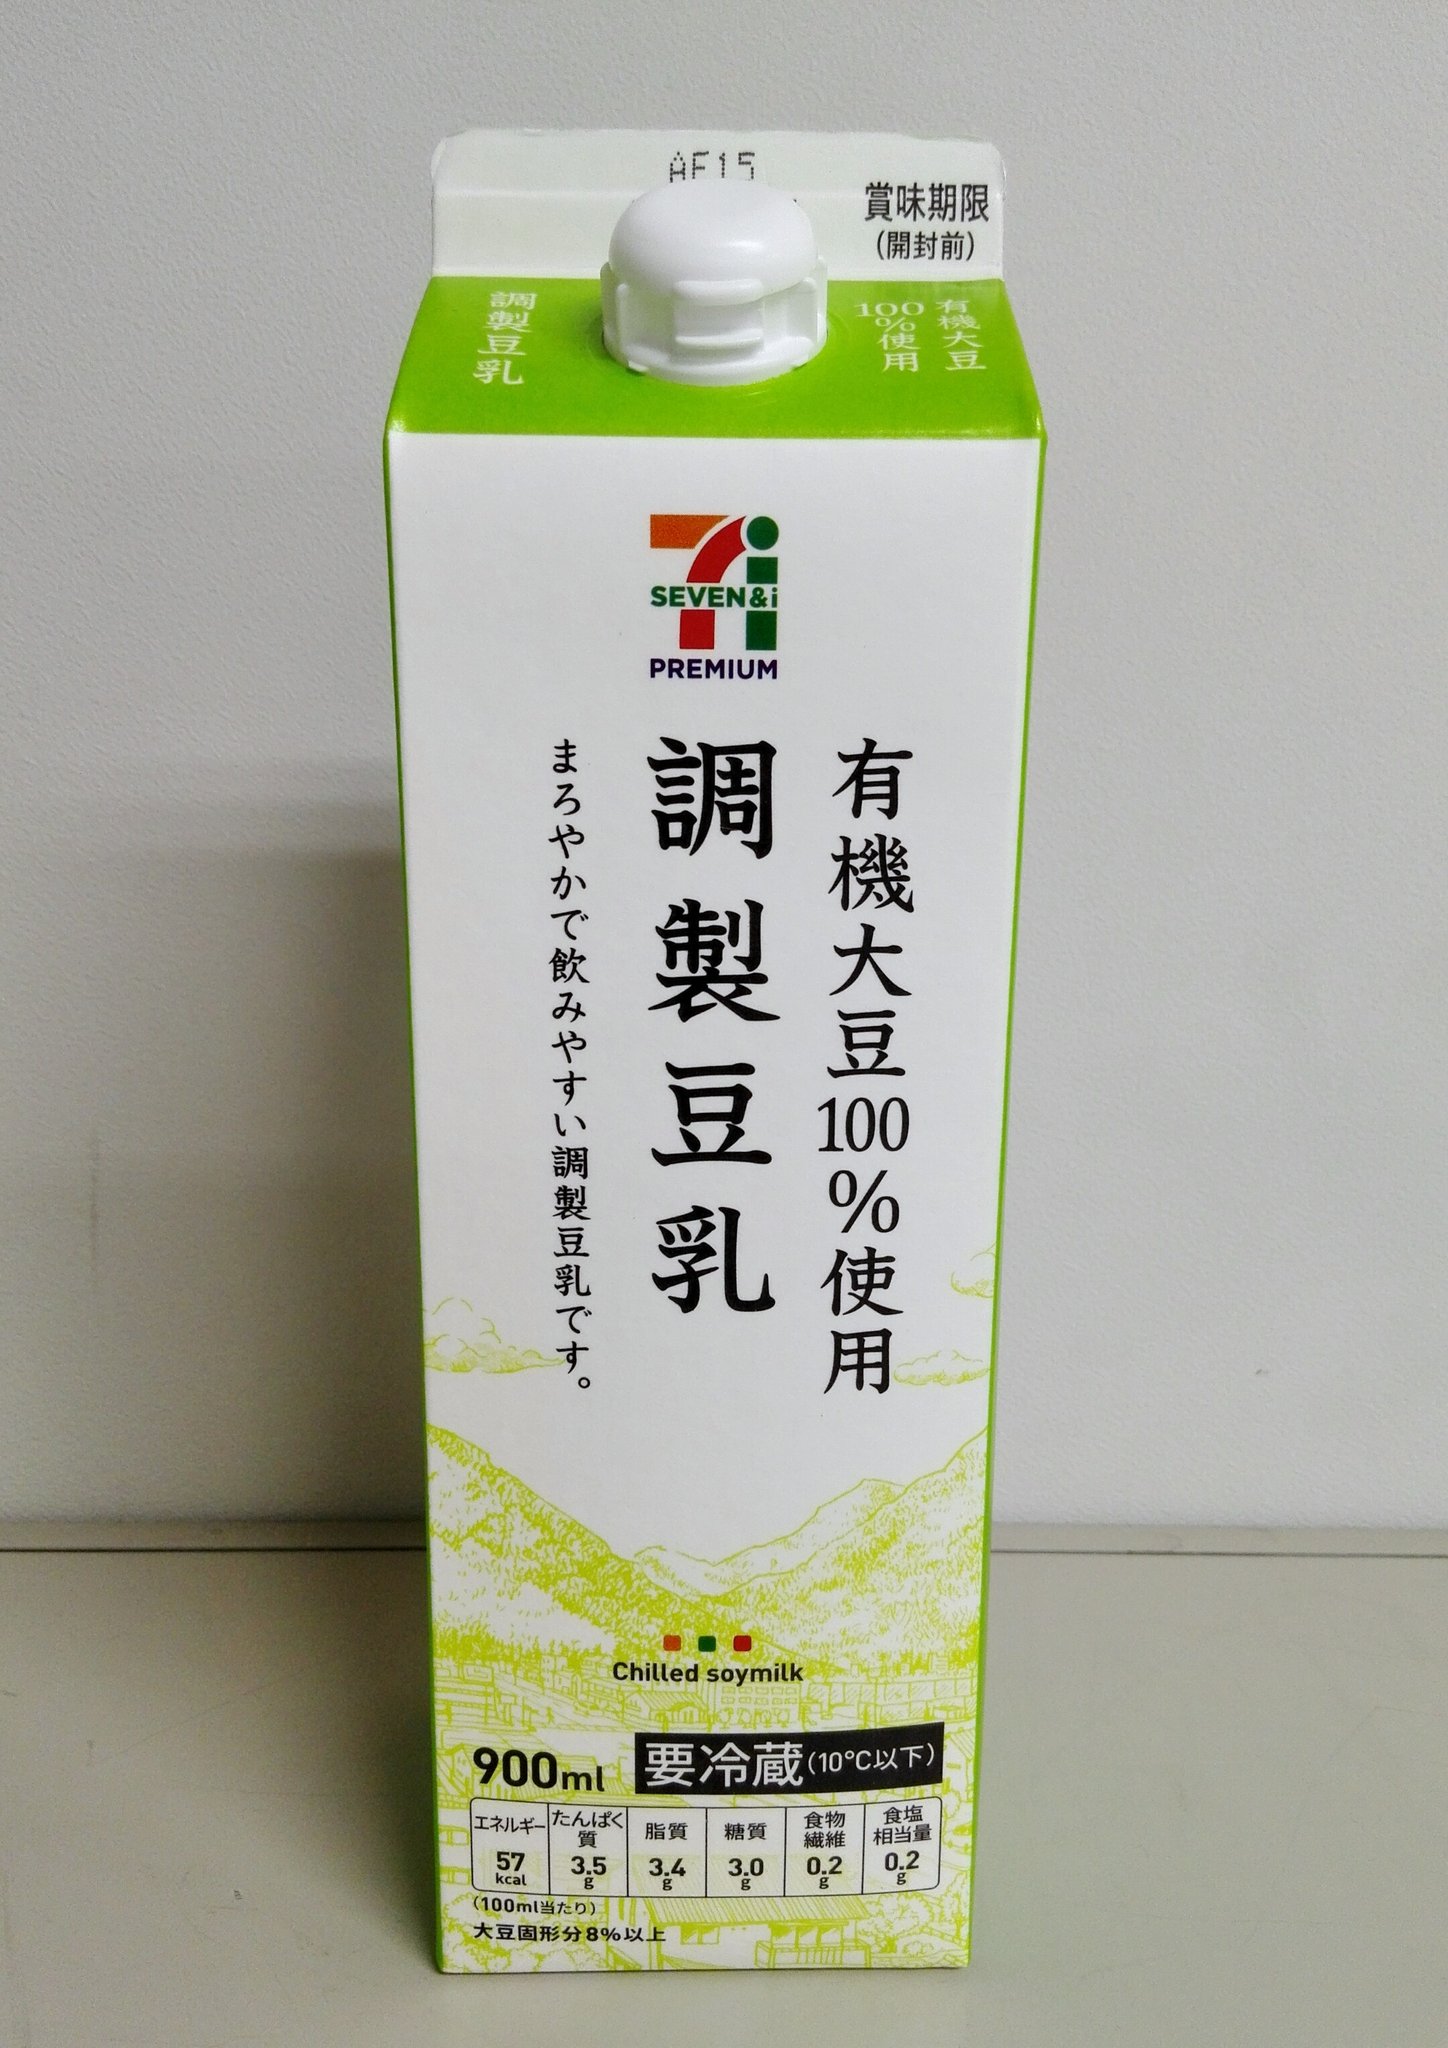 AF15
賞味期限
(開封前)
有機大豆
100%使用
調製豆乳
SEVEN&i
PREMIUM
有機大豆100%使用
調製豆乳
まろやかで飲みやすい調製豆乳です。
Chilled soymilk
900ml
要冷蔵(10℃以下)
エネルギー 57 kcal
たんぱく質 3.5 g
脂質 3.4 g
糖質 3.0 g
食物繊維 0.2 g
食塩相当量 0.2 g
(100ml当たり)
大豆固形分8%以上